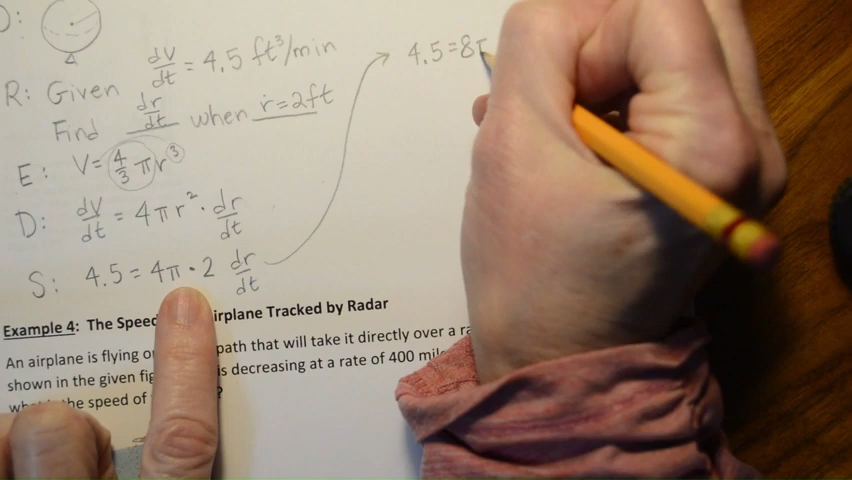 D:
R: Given dV/dt = 4.5 ft³/min
Find dr/dt when r=2ft
E: V= 4/3 πr³
D: dV/dt = 4πr² · dr/dt
S: 4.5 = 4π · 2 dr/dt
4.5=8π
Example 4: The Speed irplane Tracked by Radar
An airplane is flying o path that will take it directly over a ra
shown in the given fig is decreasing at a rate of 400 mil
the speed of ?